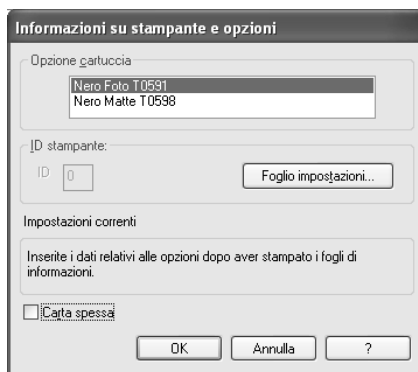 Informazioni su stampante e opzioni
Opzione cartuccia
Nero Foto T0591
Nero Matte T0598
ID stampante:
ID 0 Foglio impostazioni...
Impostazioni correnti
Inserite i dati relativi alle opzioni dopo aver stampato i fogli di
informazioni.
Carta spessa
OK Annulla ?